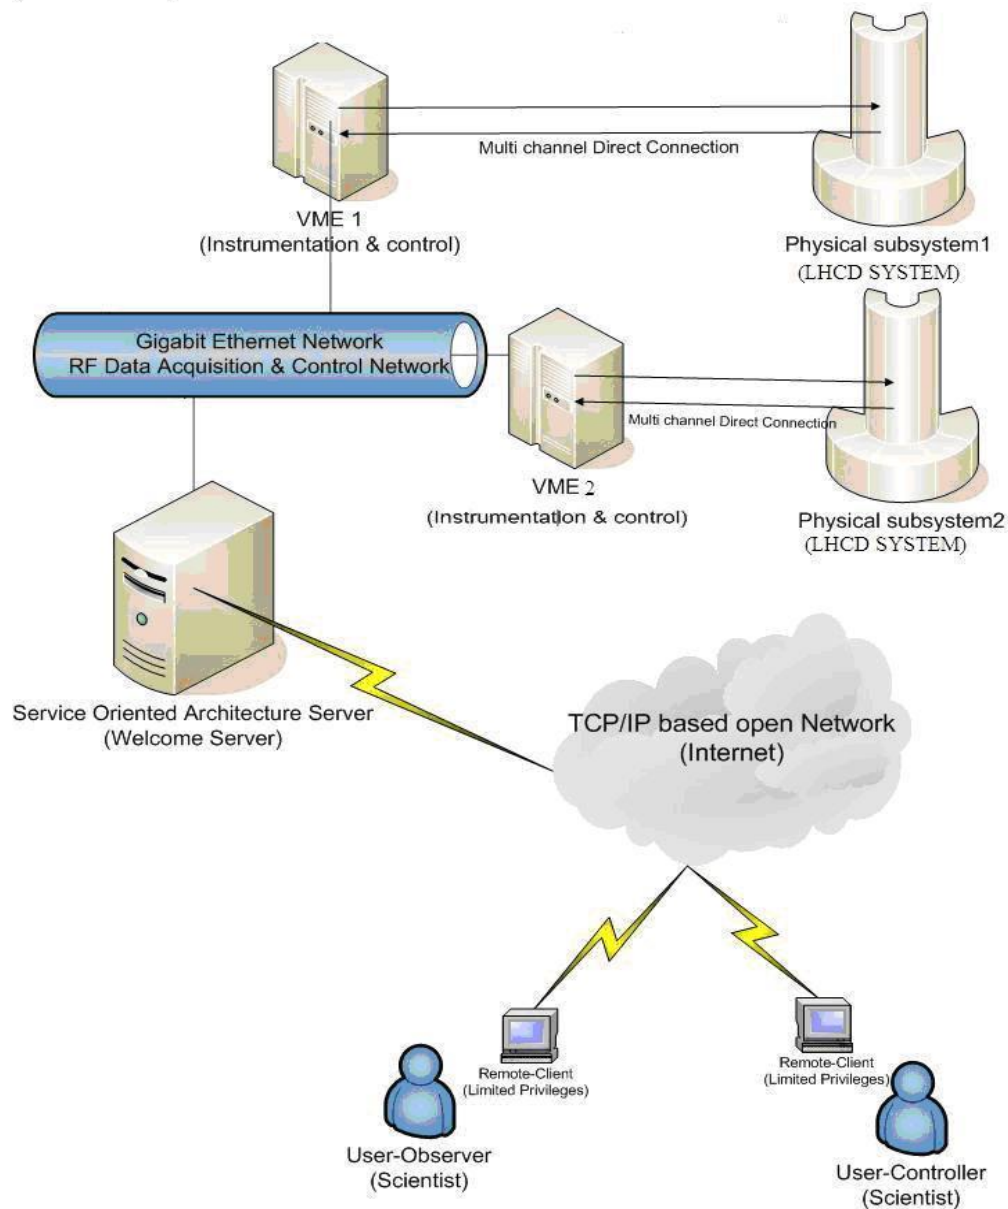 Multi channel Direct Connection
VME 1
(Instrumentation & control)
Physical subsystem1
(LHCD SYSTEM)
Gigabit Ethernet Network
RF Data Acquisition & Control Network
Multi channel Direct Connection
VME 2
(Instrumentation & control)
Physical subsystem2
(LHCD SYSTEM)
Service Oriented Architecture Server
(Welcome Server)
TCP/IP based open Network
(Internet)
Remote-Client
(Limited Privileges)
Remote-Client
(Limited Privileges)
User-Observer
(Scientist)
User-Controller
(Scientist)